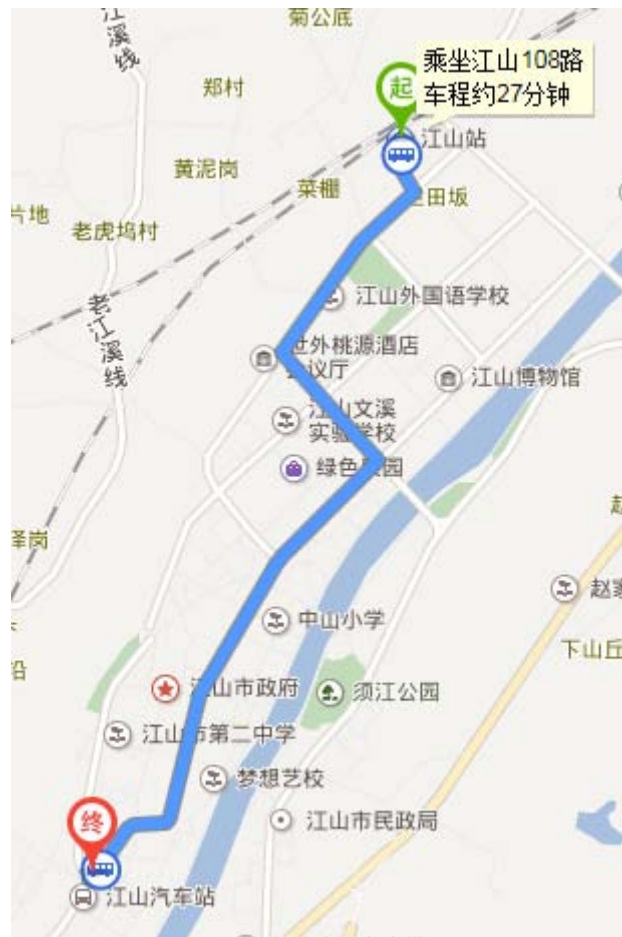 江溪线
菊公底
乘坐江山108路
车程约27分钟
起
郑村
江山站
黄泥岗
菜棚
田坂
片地
老虎坞村
江山外国语学校
老江溪线
世外桃源酒店
会议厅
江山博物馆
江山文溪
实验学校
绿色家园
泽岗
赵家
中山小学
下山丘
沿
江山市政府
须江公园
江山市第二中学
梦想艺校
终
江山市民政局
江山汽车站